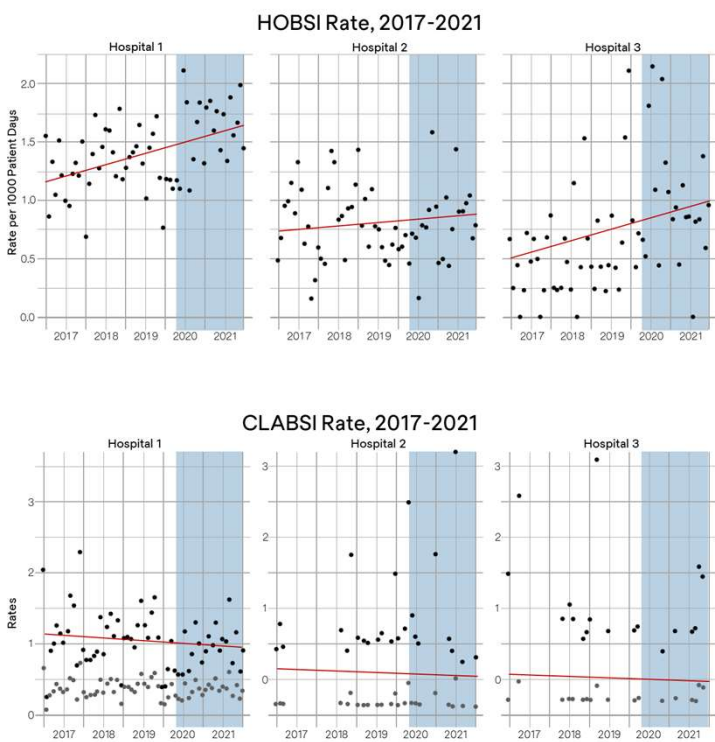 HOBSI Rate, 2017-2021
Hospital 1
Hospital 2
Hospital 3
Rate per 1000 Patient Days
2.0
1.5
1.0
0.5
0.0
2017 2018 2019 2020 2021
2017 2018 2019 2020 2021
2017 2018 2019 2020 2021
CLABSI Rate, 2017-2021
Hospital 1
Hospital 2
Hospital 3
Rates
3
2
1
0
3
2
1
0
3
2
1
0
2017 2018 2019 2020 2021
2017 2018 2019 2020 2021
2017 2018 2019 2020 2021